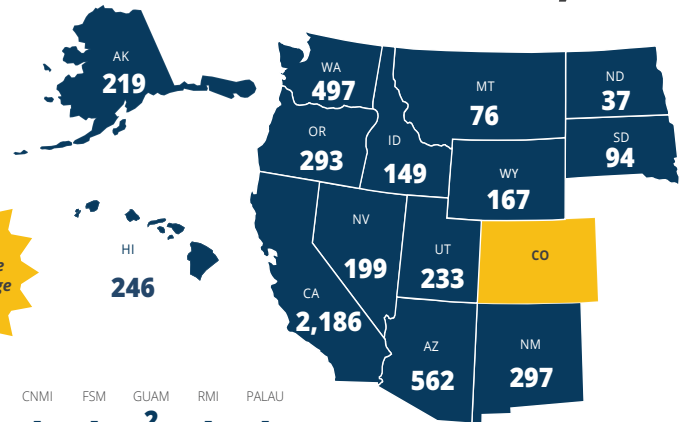 AK
219
WA
497
MT
76
ND
37
OR
293
ID
149
SD
94
WY
167
HI
246
NV
199
UT
233
CO
CA
2,186
AZ
562
NM
297
CNMI FSM GUAM RMI PALAU
- - 2 - -